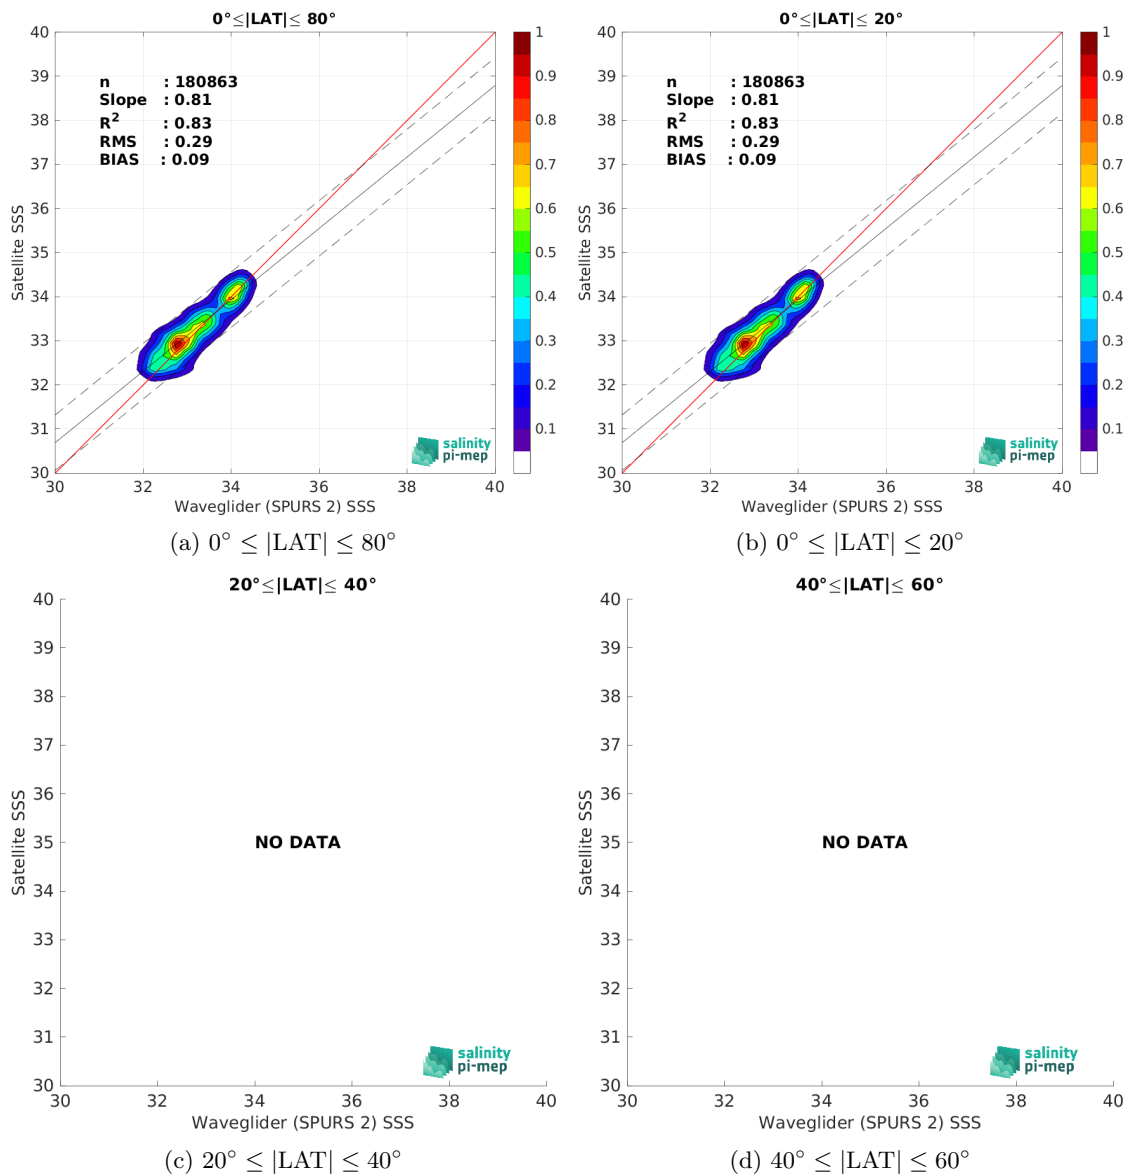 0°≤|LAT|≤ 80°
40
39
38
37
36
35
34
33
32
31
30
Satellite SSS
n : 180863
Slope : 0.81
R² : 0.83
RMS : 0.29
BIAS : 0.09
salinity
pi-mep
30 32 34 36 38 40
Waveglider (SPURS 2) SSS
1
0.9
0.8
0.7
0.6
0.5
0.4
0.3
0.2
0.1
(a) 0° ≤ |LAT| ≤ 80°
0°≤|LAT|≤ 20°
40
39
38
37
36
35
34
33
32
31
30
Satellite SSS
n : 180863
Slope : 0.81
R² : 0.83
RMS : 0.29
BIAS : 0.09
salinity
pi-mep
30 32 34 36 38 40
Waveglider (SPURS 2) SSS
1
0.9
0.8
0.7
0.6
0.5
0.4
0.3
0.2
0.1
(b) 0° ≤ |LAT| ≤ 20°
20°≤|LAT|≤ 40°
40
39
38
37
36
35
34
33
32
31
30
Satellite SSS
NO DATA
salinity
pi-mep
30 32 34 36 38 40
Waveglider (SPURS 2) SSS
(c) 20° ≤ |LAT| ≤ 40°
40°≤|LAT|≤ 60°
40
39
38
37
36
35
34
33
32
31
30
Satellite SSS
NO DATA
salinity
pi-mep
30 32 34 36 38 40
Waveglider (SPURS 2) SSS
(d) 40° ≤ |LAT| ≤ 60°